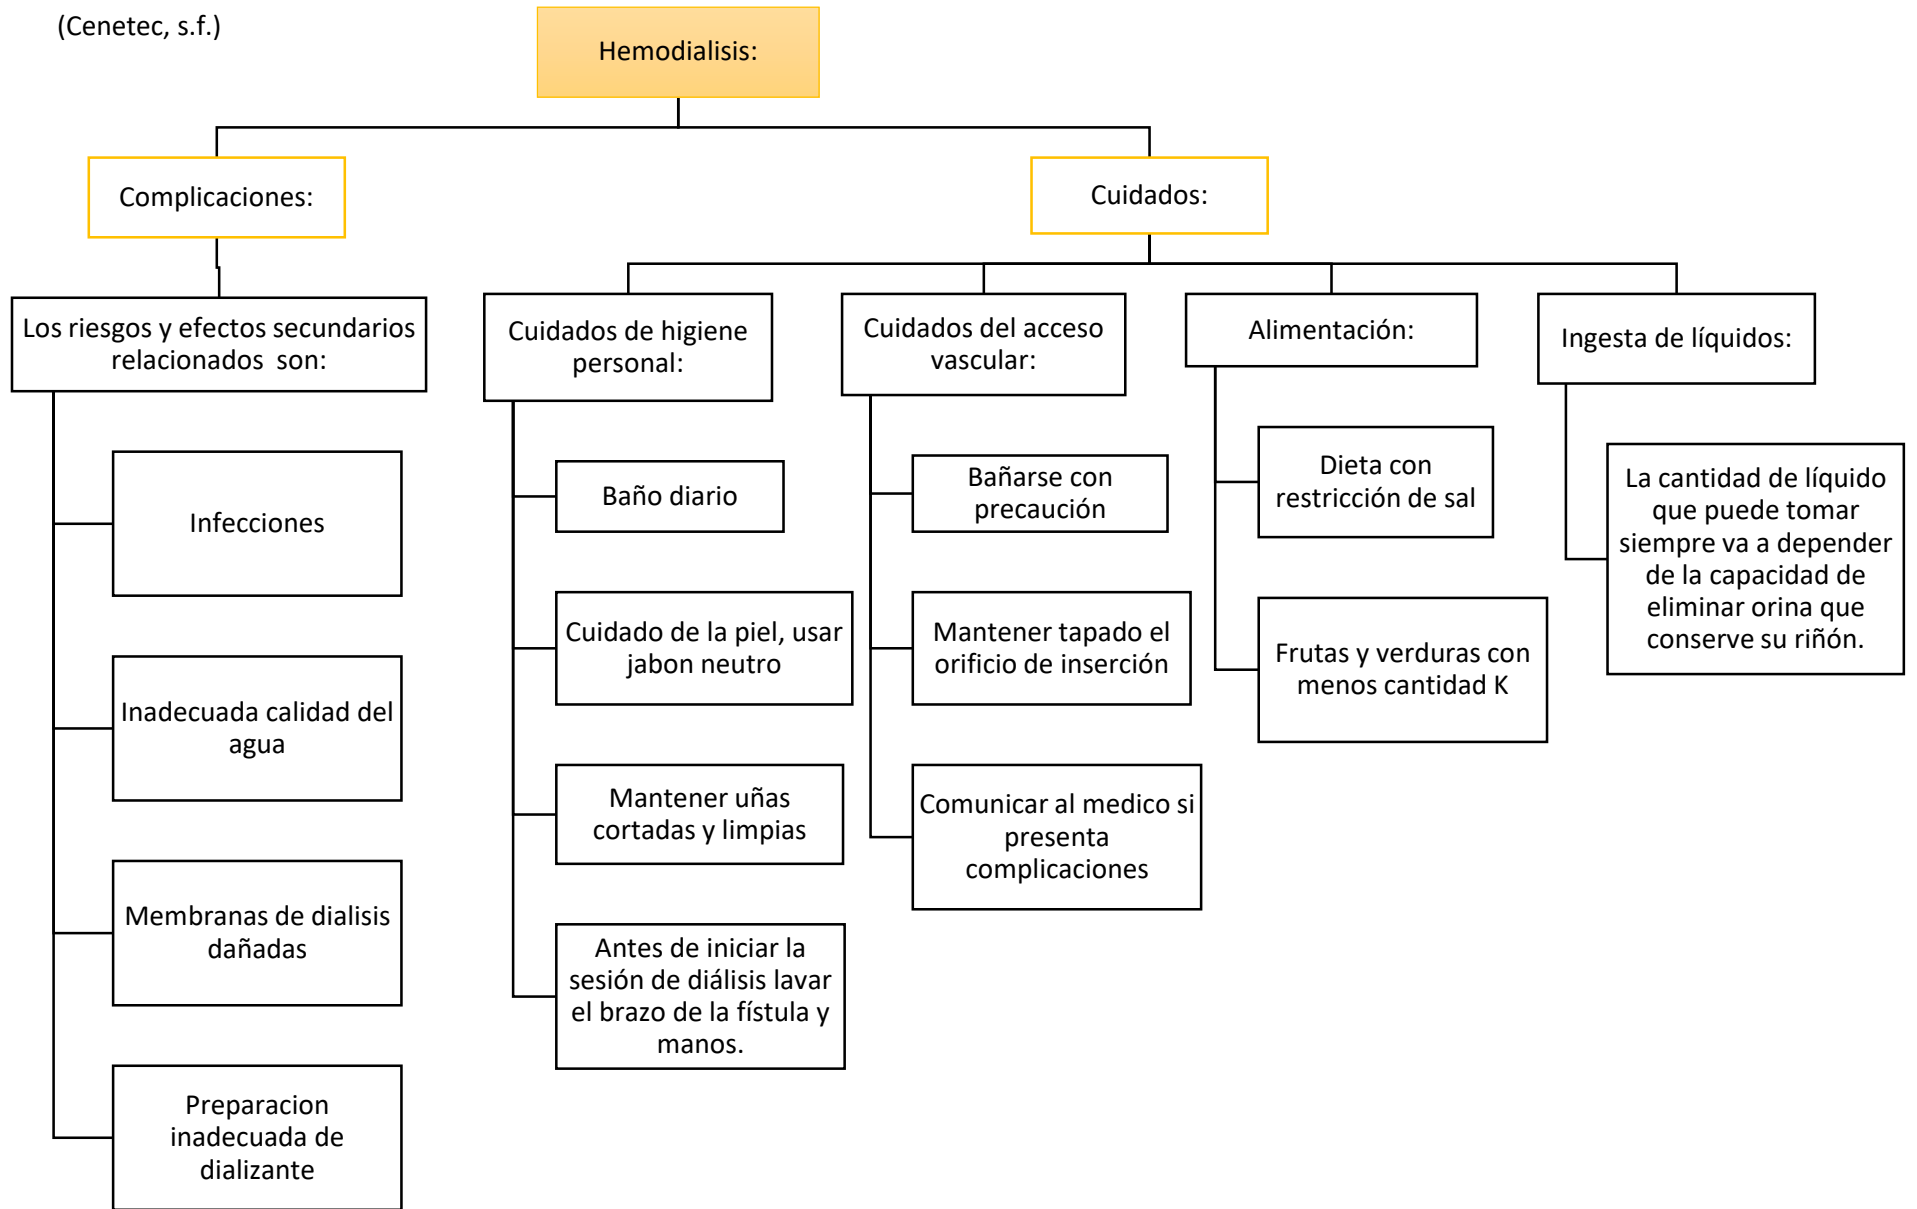 (Cenetec, s.f.)
Hemodialisis:
Complicaciones:
Cuidados:
Los riesgos y efectos secundarios
relacionados  son:
Infecciones
Inadecuada calidad del
agua
Membranas de dialisis
dañadas
Preparacion
inadecuada de
dializante
Cuidados de higiene
personal:
Baño diario
Cuidado de la piel, usar
jabon neutro
Mantener uñas
cortadas y limpias
Antes de iniciar la
sesión de diálisis lavar
el brazo de la fístula y
manos.
Cuidados del acceso
vascular:
Bañarse con
precaución
Mantener tapado el
orificio de inserción
Comunicar al medico si
presenta
complicaciones
Alimentación:
Dieta con
restricción de sal
Frutas y verduras con
menos cantidad K
Ingesta de líquidos:
La cantidad de líquido
que puede tomar
siempre va a depender
de la capacidad de
eliminar orina que
conserve su riñón.